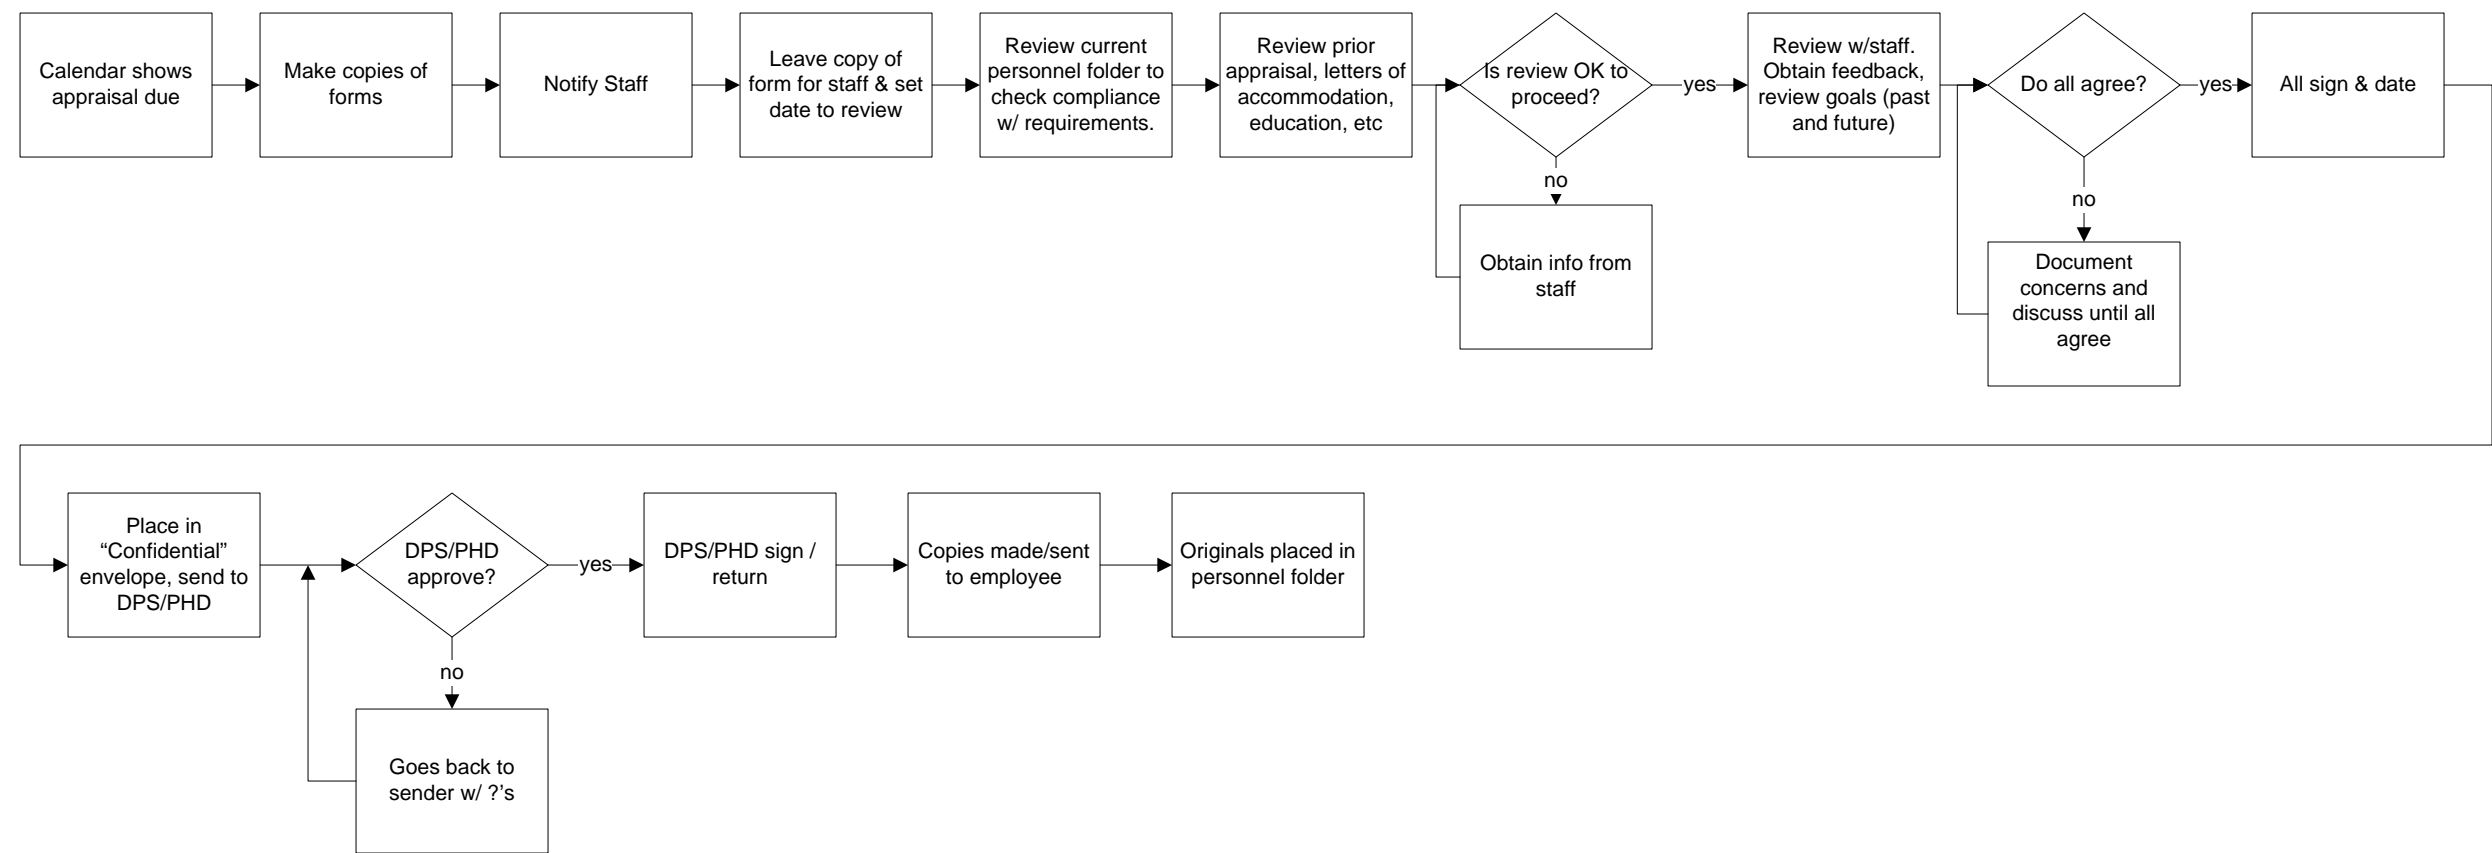 Calendar shows
appraisal due
Make copies of
forms
Notify Staff
Leave copy of
form for staff & set
date to review
Review current
personnel folder to
check compliance
w/ requirements.
Review prior
appraisal, letters of
accommodation,
education, etc
Is review OK to
proceed?
yes
no
Obtain info from
staff
Review w/staff.
Obtain feedback,
review goals (past
and future)
Do all agree?
yes
no
Document
concerns and
discuss until all
agree
All sign & date
Place in
“Confidential”
envelope, send to
DPS/PHD
DPS/PHD
approve?
yes
no
Goes back to
sender w/ ?’s
DPS/PHD sign /
return
Copies made/sent
to employee
Originals placed in
personnel folder